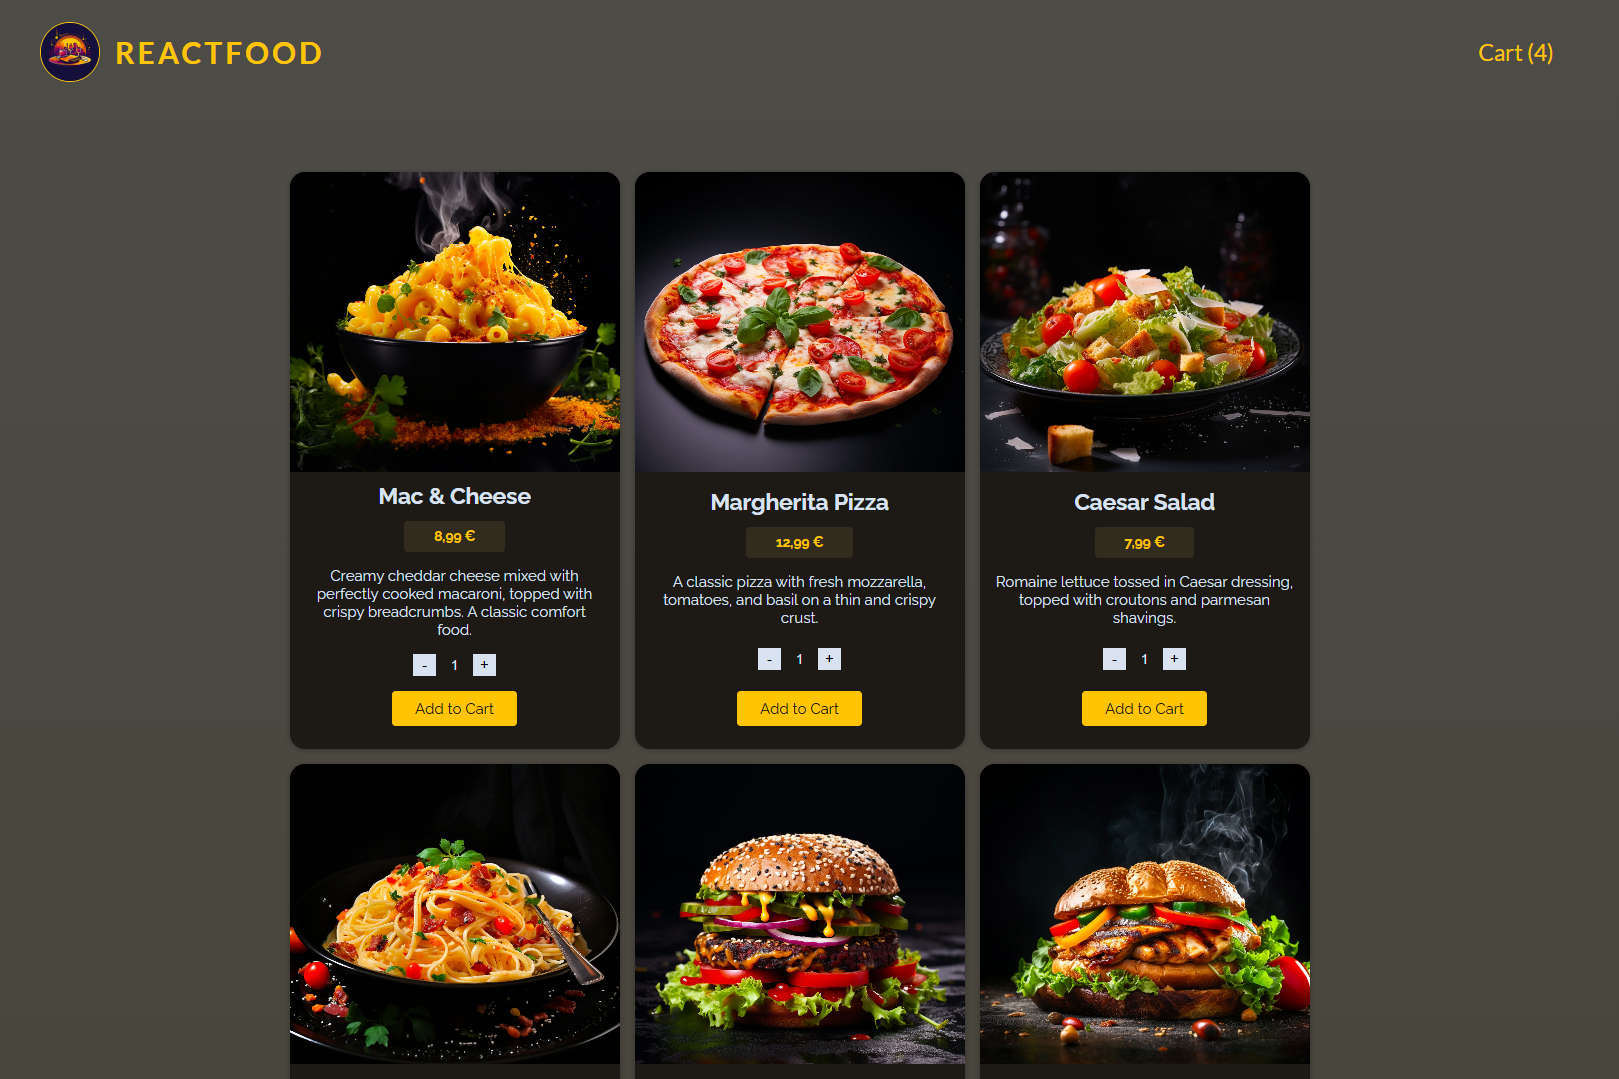 REACTFOOD
Cart (4)
Mac & Cheese
8,99 €
Creamy cheddar cheese mixed with
perfectly cooked macaroni, topped with
crispy breadcrumbs. A classic comfort
food.
- 1 +
Add to Cart
Margherita Pizza
12,99 €
A classic pizza with fresh mozzarella,
tomatoes, and basil on a thin and crispy
crust.
- 1 +
Add to Cart
Caesar Salad
7,99 €
Romaine lettuce tossed in Caesar dressing,
topped with croutons and parmesan
shavings.
- 1 +
Add to Cart